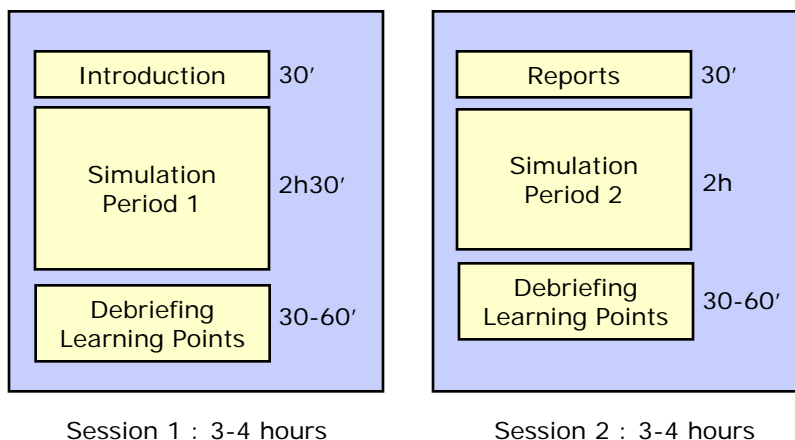 Introduction
30′
Simulation
Period 1
2h30′
Debriefing
Learning Points
30-60′
Session 1 : 3-4 hours
Reports
30′
Simulation
Period 2
2h
Debriefing
Learning Points
30-60′
Session 2 : 3-4 hours